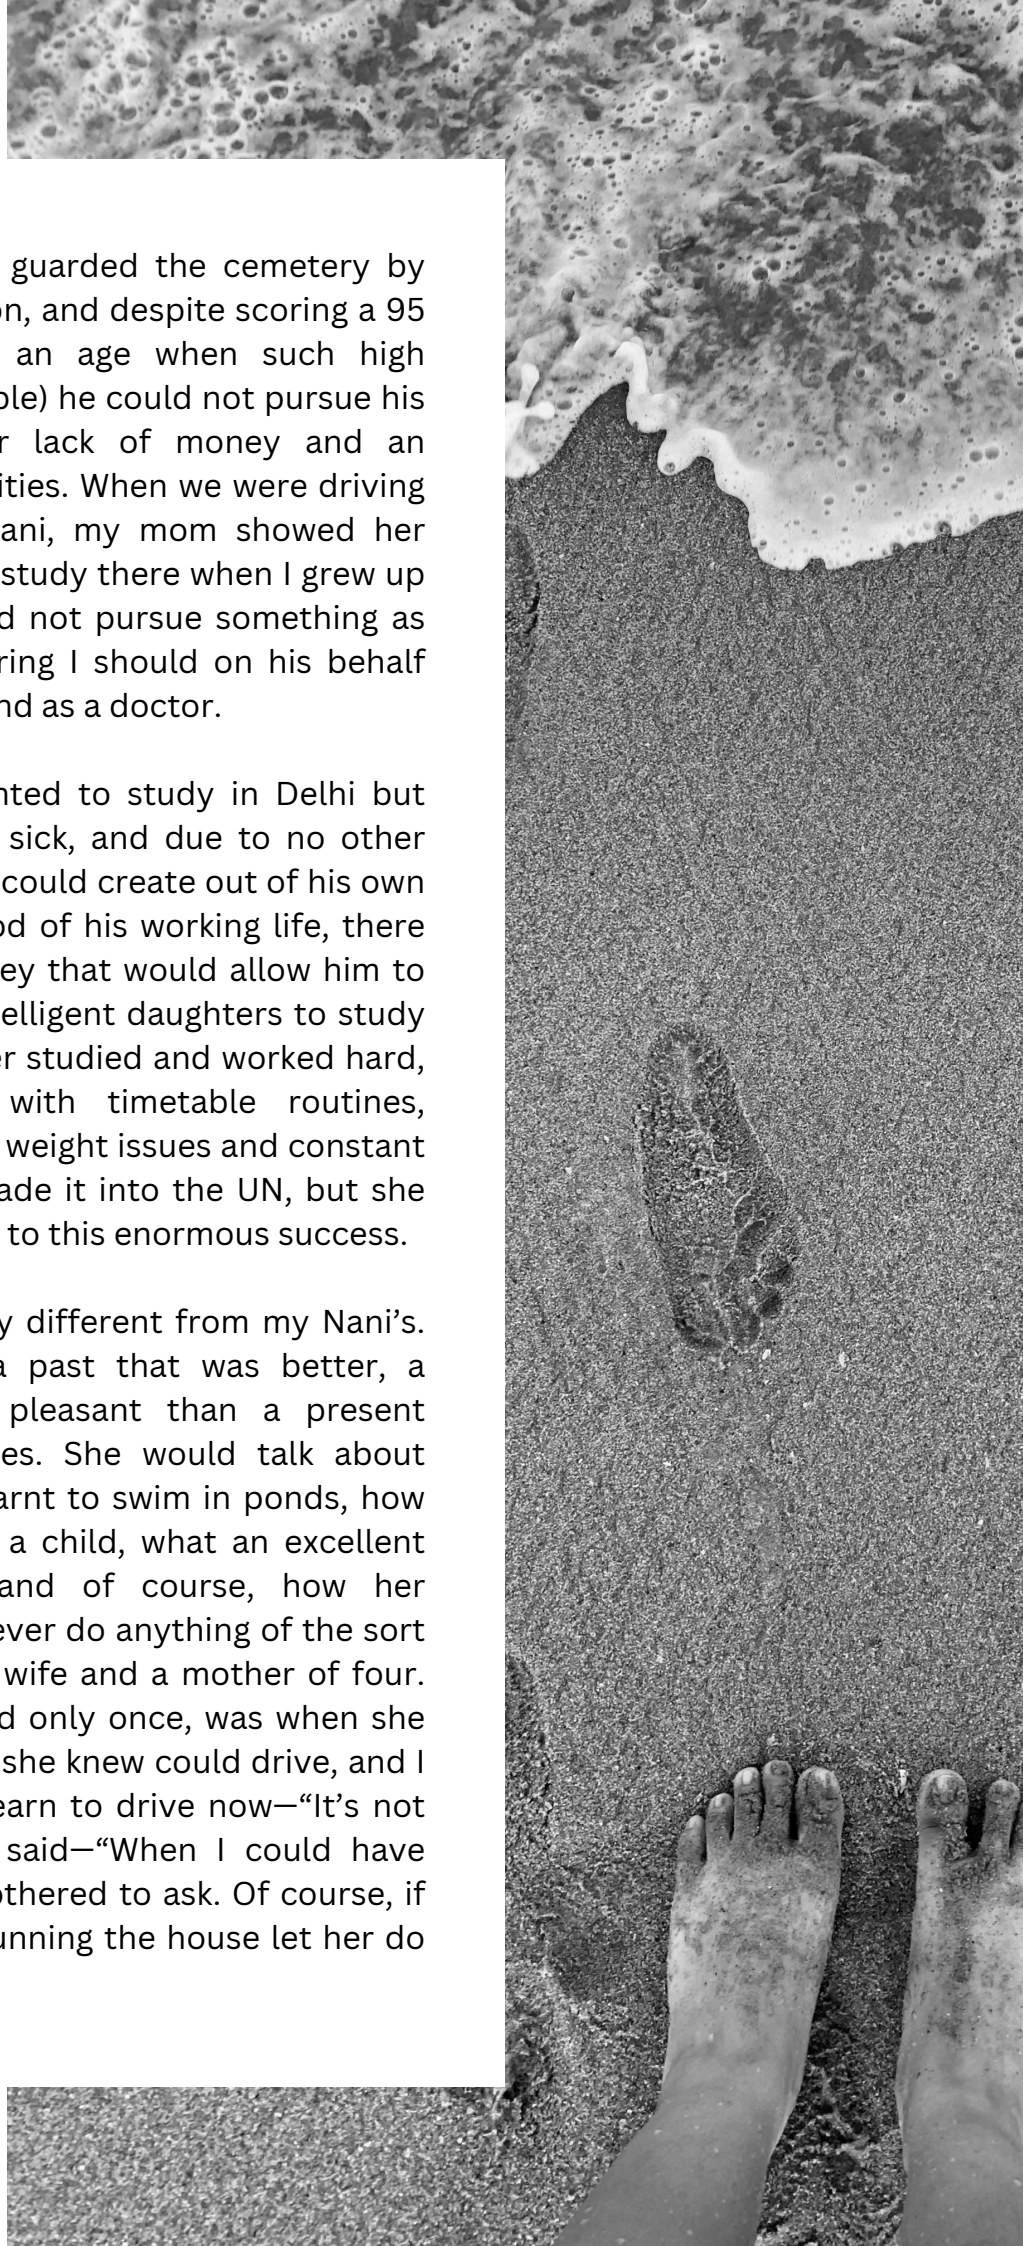 guarded the cemetery by
on, and despite scoring a 95
an age when such high
ble) he could not pursue his
r lack of money and an
ities. When we were driving
ani, my mom showed her
study there when I grew up
d not pursue something as
ring I should on his behalf
nd as a doctor.
nted to study in Delhi but
sick, and due to no other
could create out of his own
od of his working life, there
ey that would allow him to
elligent daughters to study
er studied and worked hard,
with timetable routines,
weight issues and constant
ade it into the UN, but she
to this enormous success.
y different from my Nani’s.
a past that was better, a
pleasant than a present
es. She would talk about
arnt to swim in ponds, how
a child, what an excellent
and of course, how her
ever do anything of the sort
wife and a mother of four.
d only once, was when she
she knew could drive, and I
earn to drive now—“It’s not
said—“When I could have
othered to ask. Of course, if
unning the house let her do